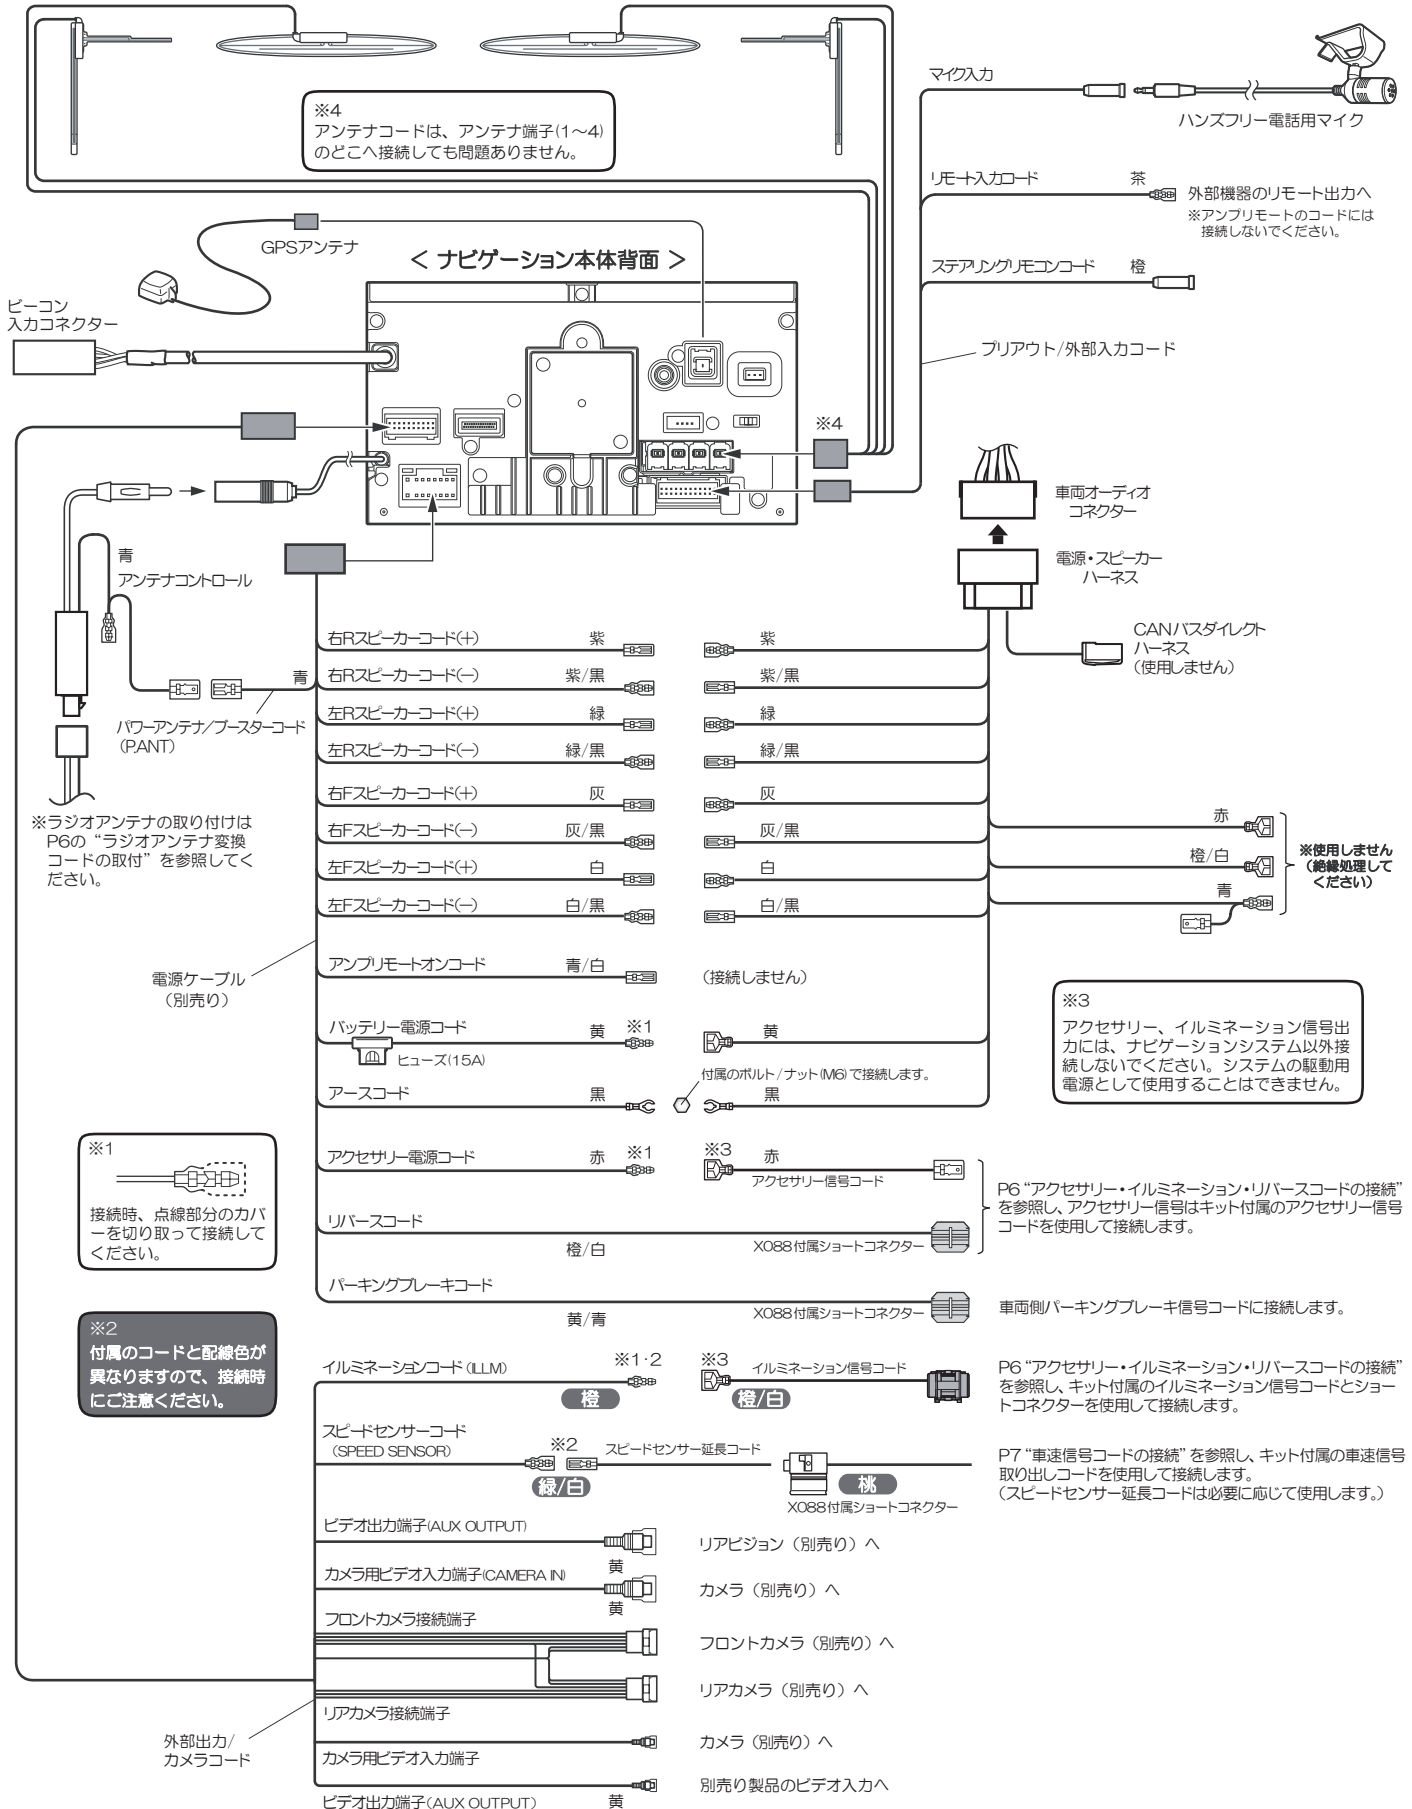 ※4
アンテナコードは、アンテナ端子(1～4)
のどこへ接続しても問題ありません。
マイク入力
ハンズフリー電話用マイク
リモート入力コード
茶
外部機器のリモート出力へ
※アンプリモートのコードには
接続しないでください。
GPSアンテナ
＜ ナビゲーション本体背面 ＞
ステアリングリモコンコード
橙
ビーコン
入力コネクター
プリアウト/外部入力コード
※4
車両オーディオ
コネクター
電源・スピーカー
ハーネス
CANバスダイレクト
ハーネス
(使用しません)
青
アンテナコントロール
青
パワーアンテナ/ブースターコード
(P.ANT)
※ラジオアンテナの取り付けは
P6の“ラジオアンテナ変換
コードの取付”を参照してく
ださい。
右Rスピーカーコード(＋)
紫
紫
右Rスピーカーコード(－)
紫/黒
紫/黒
左Rスピーカーコード(＋)
緑
緑
左Rスピーカーコード(－)
緑/黒
緑/黒
右Fスピーカーコード(＋)
灰
灰
右Fスピーカーコード(－)
灰/黒
灰/黒
左Fスピーカーコード(＋)
白
白
左Fスピーカーコード(－)
白/黒
白/黒
赤
橙/白
青
※使用しません
(絶縁処理して
ください)
電源ケーブル
(別売り)
アンプリモートオンコード
青/白
(接続しません)
バッテリー電源コード
黄
※1
黄
ヒューズ(15A)
付属のボルト/ナット(M6)で接続します。
アースコード
黒
黒
※3
アクセサリー、イルミネーション信号出
力には、ナビゲーションシステム以外接
続しないでください。システムの駆動用
電源として使用することはできません。
※1
接続時、点線部分のカバ
ーを切り取って接続して
ください。
アクセサリー電源コード
赤
※1
※3
赤
アクセサリー信号コード
リバースコード
橙/白
X088付属ショートコネクター
P6“アクセサリー・イルミネーション・リバースコードの接続”
を参照し、アクセサリー信号はキット付属のアクセサリー信号
コードを使用して接続します。
パーキングブレーキコード
黄/青
X088付属ショートコネクター
車両側パーキングブレーキ信号コードに接続します。
※2
付属のコードと配線色が
異なりますので、接続時
にご注意ください。
イルミネーションコード(ILLM)
※1・2
橙
※3
橙/白
イルミネーション信号コード
P6“アクセサリー・イルミネーション・リバースコードの接続”
を参照し、キット付属のイルミネーション信号コードとショー
トコネクターを使用して接続します。
スピードセンサーコード
(SPEED SENSOR)
※2
緑/白
スピードセンサー延長コード
桃
X088付属ショートコネクター
P7“車速信号コードの接続”を参照し、キット付属の車速信号
取り出しコードを使用して接続します。
(スピードセンサー延長コードは必要に応じて使用します。)
ビデオ出力端子(AUX OUTPUT)
黄
リアビジョン(別売り)へ
カメラ用ビデオ入力端子(CAMERA IN)
黄
カメラ(別売り)へ
フロントカメラ接続端子
フロントカメラ(別売り)へ
リアカメラ(別売り)へ
リアカメラ接続端子
外部出力/
カメラコード
カメラ(別売り)へ
カメラ用ビデオ入力端子
別売り製品のビデオ入力へ
ビデオ出力端子(AUX OUTPUT)
黄